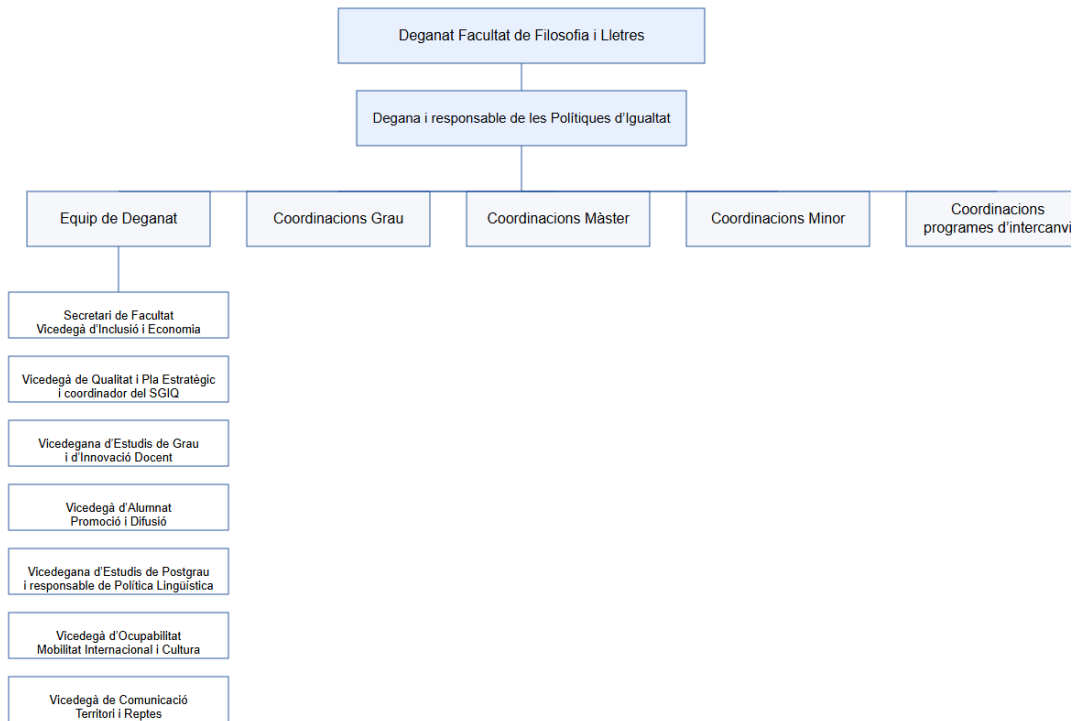 Deganat Facultat de Filosofia i Lletres
Degana i responsable de les Polítiques d'Igualtat
Equip de Deganat
Coordinacions Grau
Coordinacions Màster
Coordinacions Minor
Coordinacions
programes d'intercanvi
Secretari de Facultat
Vicedegà d'Inclusió i Economia
Vicedegà de Qualitat i Pla Estratègic
i coordinador del SGIQ
Vicedegana d'Estudis de Grau
i d'Innovació Docent
Vicedegà d'Alumnat
Promoció i Difusió
Vicedegana d'Estudis de Postgrau
i responsable de Política Lingüística
Vicedegà d'Ocupabilitat
Mobilitat Internacional i Cultura
Vicedegà de Comunicació
Territori i Reptes